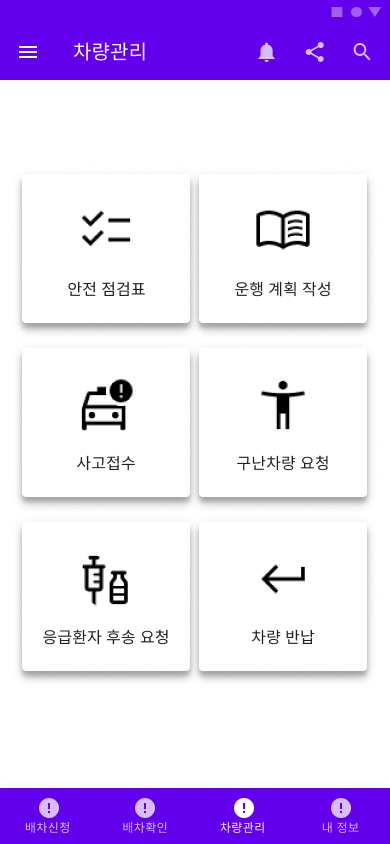 차량관리
안전 점검표
운행 계획 작성
사고접수
구난차량 요청
응급환자 후송 요청
차량 반납
배차신청
배차확인
차량관리
내 정보